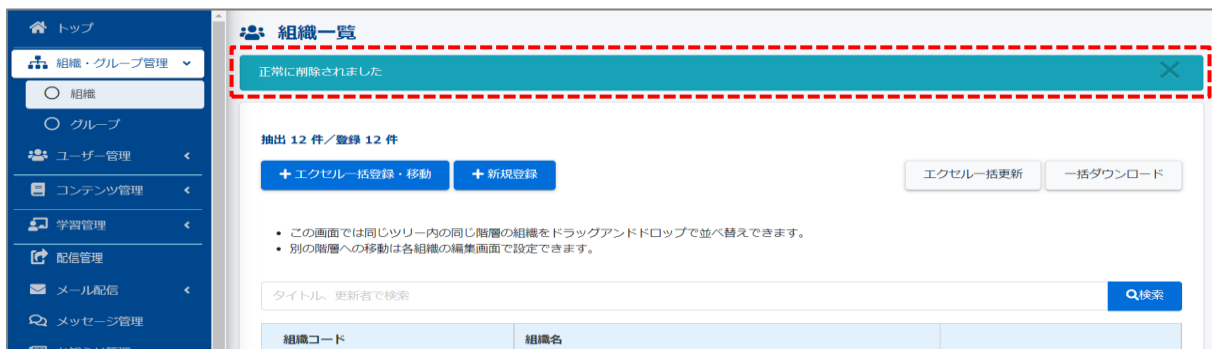 トップ
組織・グループ管理
組織
グループ
ユーザー管理
コンテンツ管理
学習管理
配信管理
メール配信
メッセージ管理
組織一覧
正常に削除されました
抽出 12 件／登録 12 件
エクセル一括登録・移動
新規登録
エクセル一括更新
一括ダウンロード
この画面では同じツリー内の同じ階層の組織をドラッグアンドドロップで並べ替えできます。
別の階層への移動は各組織の編集画面で設定できます。
タイトル、更新者で検索
検索
組織コード
組織名